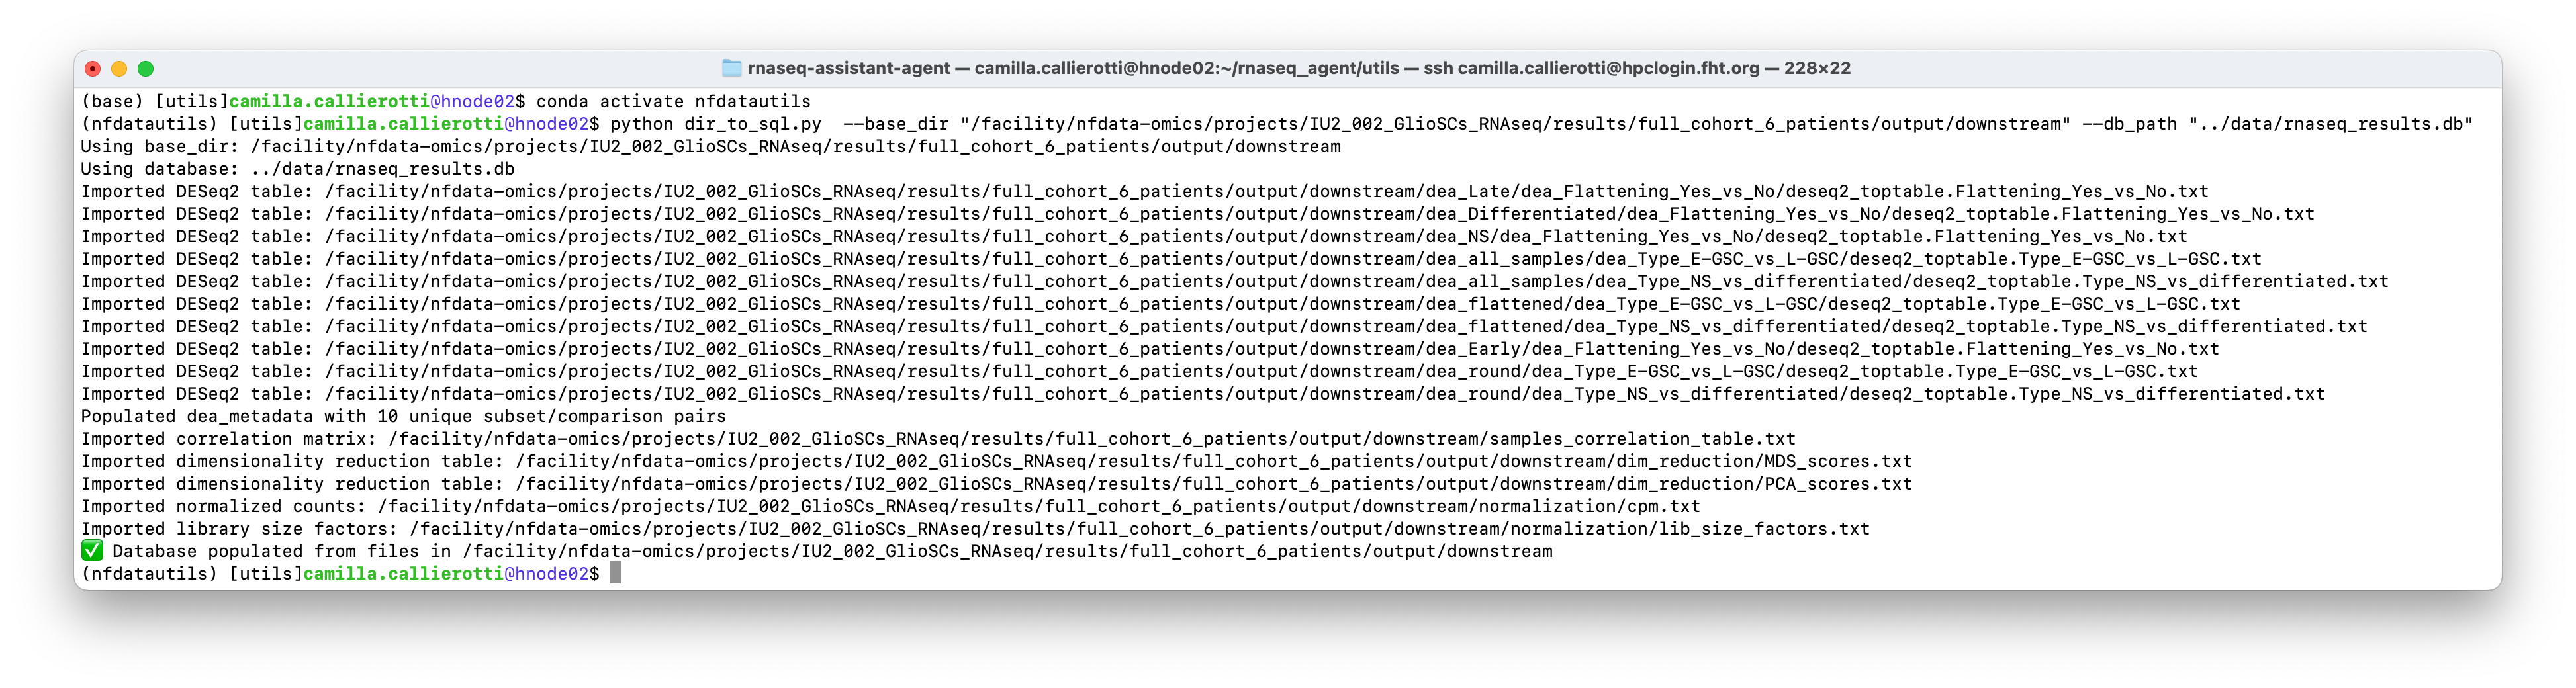 rnaseq-assistant-agent — camilla.callierotti@hnode02:~/rnaseq_agent/utils — ssh camilla.callierotti@hpclogin.fht.org — 228×22
(base) [utils]camilla.callierotti@hnode02$ conda activate nfdatautils
(nfdatautils) [utils]camilla.callierotti@hnode02$ python dir_to_sql.py  --base_dir "/facility/nfdata-omics/projects/IU2_002_GlioSCs_RNAseq/results/full_cohort_6_patients/output/downstream" --db_path "../data/rnaseq_results.db"
Using base_dir: /facility/nfdata-omics/projects/IU2_002_GlioSCs_RNAseq/results/full_cohort_6_patients/output/downstream
Using database: ../data/rnaseq_results.db
Imported DESeq2 table: /facility/nfdata-omics/projects/IU2_002_GlioSCs_RNAseq/results/full_cohort_6_patients/output/downstream/dea_Late/dea_Flattening_Yes_vs_No/deseq2_toptable.Flattening_Yes_vs_No.txt
Imported DESeq2 table: /facility/nfdata-omics/projects/IU2_002_GlioSCs_RNAseq/results/full_cohort_6_patients/output/downstream/dea_Differentiated/dea_Flattening_Yes_vs_No/deseq2_toptable.Flattening_Yes_vs_No.txt
Imported DESeq2 table: /facility/nfdata-omics/projects/IU2_002_GlioSCs_RNAseq/results/full_cohort_6_patients/output/downstream/dea_NS/dea_Flattening_Yes_vs_No/deseq2_toptable.Flattening_Yes_vs_No.txt
Imported DESeq2 table: /facility/nfdata-omics/projects/IU2_002_GlioSCs_RNAseq/results/full_cohort_6_patients/output/downstream/dea_all_samples/dea_Type_E-GSC_vs_L-GSC/deseq2_toptable.Type_E-GSC_vs_L-GSC.txt
Imported DESeq2 table: /facility/nfdata-omics/projects/IU2_002_GlioSCs_RNAseq/results/full_cohort_6_patients/output/downstream/dea_all_samples/dea_Type_NS_vs_differentiated/deseq2_toptable.Type_NS_vs_differentiated.txt
Imported DESeq2 table: /facility/nfdata-omics/projects/IU2_002_GlioSCs_RNAseq/results/full_cohort_6_patients/output/downstream/dea_flattened/dea_Type_E-GSC_vs_L-GSC/deseq2_toptable.Type_E-GSC_vs_L-GSC.txt
Imported DESeq2 table: /facility/nfdata-omics/projects/IU2_002_GlioSCs_RNAseq/results/full_cohort_6_patients/output/downstream/dea_flattened/dea_Type_NS_vs_differentiated/deseq2_toptable.Type_NS_vs_differentiated.txt
Imported DESeq2 table: /facility/nfdata-omics/projects/IU2_002_GlioSCs_RNAseq/results/full_cohort_6_patients/output/downstream/dea_Early/dea_Flattening_Yes_vs_No/deseq2_toptable.Flattening_Yes_vs_No.txt
Imported DESeq2 table: /facility/nfdata-omics/projects/IU2_002_GlioSCs_RNAseq/results/full_cohort_6_patients/output/downstream/dea_round/dea_Type_E-GSC_vs_L-GSC/deseq2_toptable.Type_E-GSC_vs_L-GSC.txt
Imported DESeq2 table: /facility/nfdata-omics/projects/IU2_002_GlioSCs_RNAseq/results/full_cohort_6_patients/output/downstream/dea_round/dea_Type_NS_vs_differentiated/deseq2_toptable.Type_NS_vs_differentiated.txt
Populated dea_metadata with 10 unique subset/comparison pairs
Imported correlation matrix: /facility/nfdata-omics/projects/IU2_002_GlioSCs_RNAseq/results/full_cohort_6_patients/output/downstream/samples_correlation_table.txt
Imported dimensionality reduction table: /facility/nfdata-omics/projects/IU2_002_GlioSCs_RNAseq/results/full_cohort_6_patients/output/downstream/dim_reduction/MDS_scores.txt
Imported dimensionality reduction table: /facility/nfdata-omics/projects/IU2_002_GlioSCs_RNAseq/results/full_cohort_6_patients/output/downstream/dim_reduction/PCA_scores.txt
Imported normalized counts: /facility/nfdata-omics/projects/IU2_002_GlioSCs_RNAseq/results/full_cohort_6_patients/output/downstream/normalization/cpm.txt
Imported library size factors: /facility/nfdata-omics/projects/IU2_002_GlioSCs_RNAseq/results/full_cohort_6_patients/output/downstream/normalization/lib_size_factors.txt
✅ Database populated from files in /facility/nfdata-omics/projects/IU2_002_GlioSCs_RNAseq/results/full_cohort_6_patients/output/downstream
(nfdatautils) [utils]camilla.callierotti@hnode02$